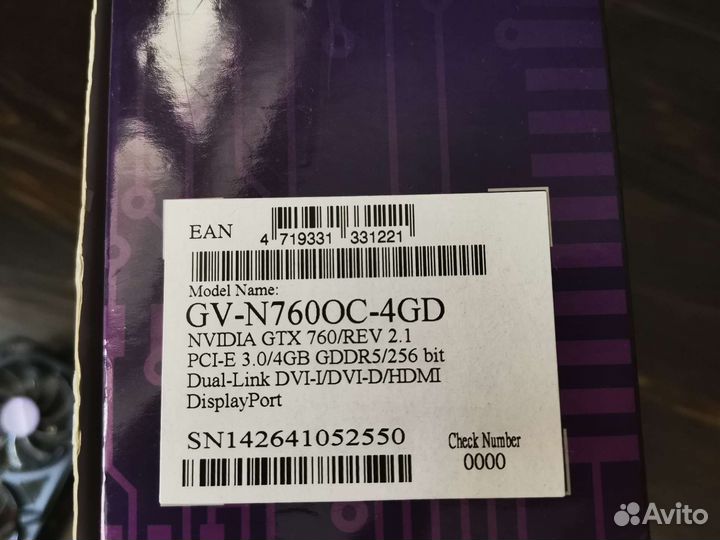 EAN
4 719331 331221
Model Name:
GV-N760OC-4GD
NVIDIA GTX 760/REV 2.1
PCI-E 3.0/4GB GDDR5/256 bit
Dual-Link DVI-I/DVI-D/HDMI
DisplayPort
SN142641052550
Check Number
0000
Avito